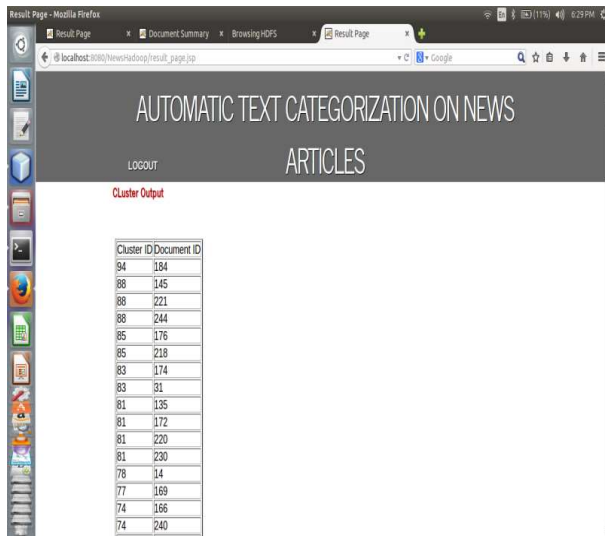 Result Page - Mozilla Firefox
En (11%) 6:29 PM
Result Page Document Summary Browsing HDFS Result Page
localhost:8080/NewsHadoop/result_page.jsp Google
AUTOMATIC TEXT CATEGORIZATION ON NEWS
ARTICLES
LOGOUT
CLuster Output
Cluster ID Document ID
94 184
88 145
88 221
88 244
85 176
85 218
83 174
83 31
81 135
81 172
81 220
81 230
78 14
77 169
74 166
74 240